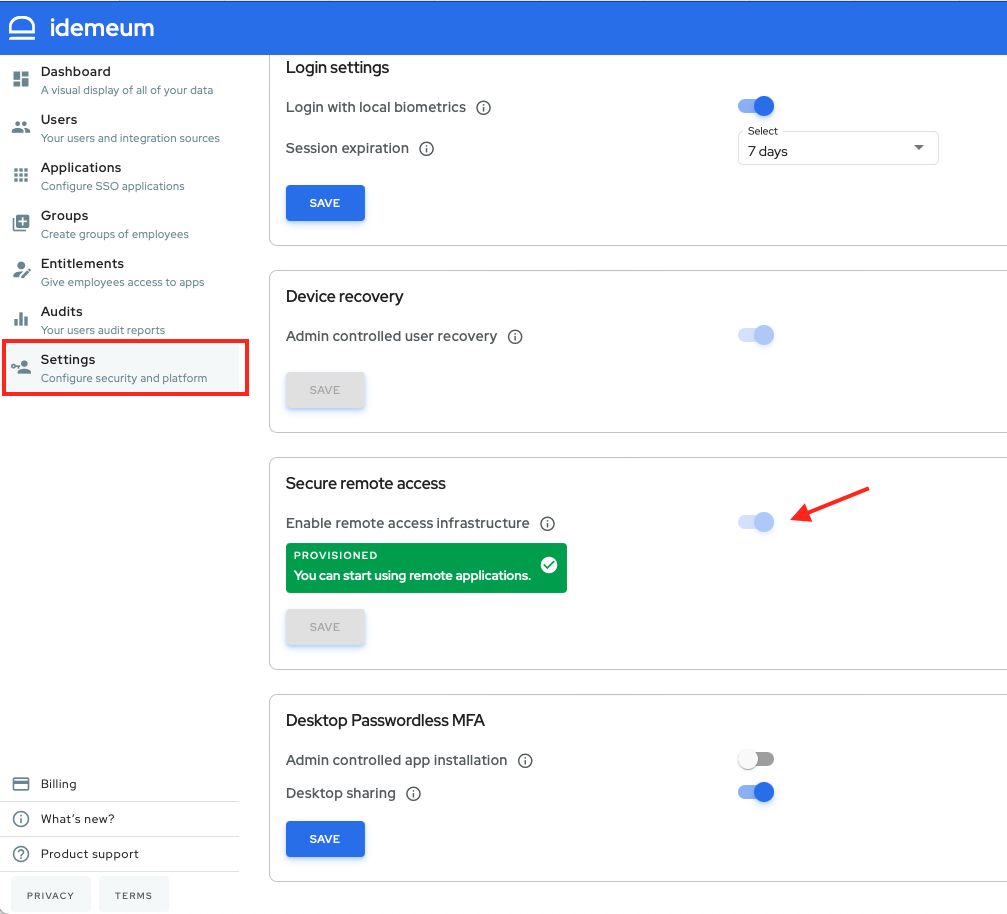 idemeum
Dashboard
A visual display of all of your data
Users
Your users and integration sources
Applications
Configure SSO applications
Groups
Create groups of employees
Entitlements
Give employees access to apps
Audits
Your users audit reports
Settings
Configure security and platform
Billing
What's new?
Product support
PRIVACY TERMS
Login settings
Login with local biometrics
Session expiration
Select
7 days
SAVE
Device recovery
Admin controlled user recovery
SAVE
Secure remote access
Enable remote access infrastructure
PROVISIONED
You can start using remote applications.
SAVE
Desktop Passwordless MFA
Admin controlled app installation
Desktop sharing
SAVE